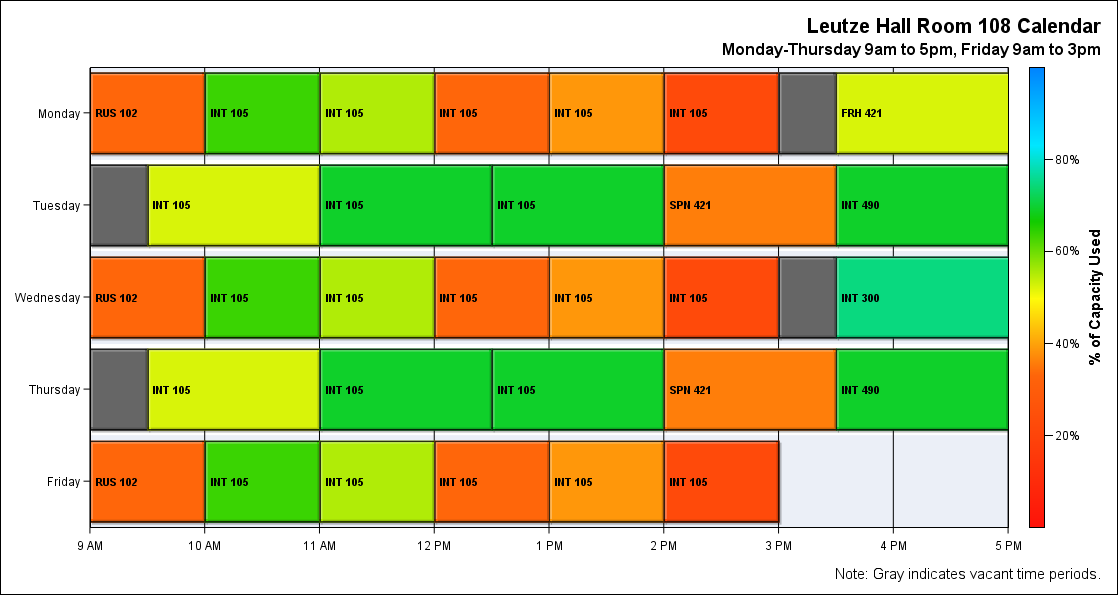 Leutze Hall Room 108 Calendar
Monday-Thursday 9am to 5pm, Friday 9am to 3pm
Monday RUS 102 INT 105 INT 105 INT 105 INT 105 INT 105 FRH 421
Tuesday INT 105 INT 105 INT 105 SPN 421 INT 490
Wednesday RUS 102 INT 105 INT 105 INT 105 INT 105 INT 105 INT 300
Thursday INT 105 INT 105 INT 105 SPN 421 INT 490
Friday RUS 102 INT 105 INT 105 INT 105 INT 105 INT 105
9 AM 10 AM 11 AM 12 PM 1 PM 2 PM 3 PM 4 PM 5 PM
80%
60%
40%
20%
% of Capacity Used
Note: Gray indicates vacant time periods.